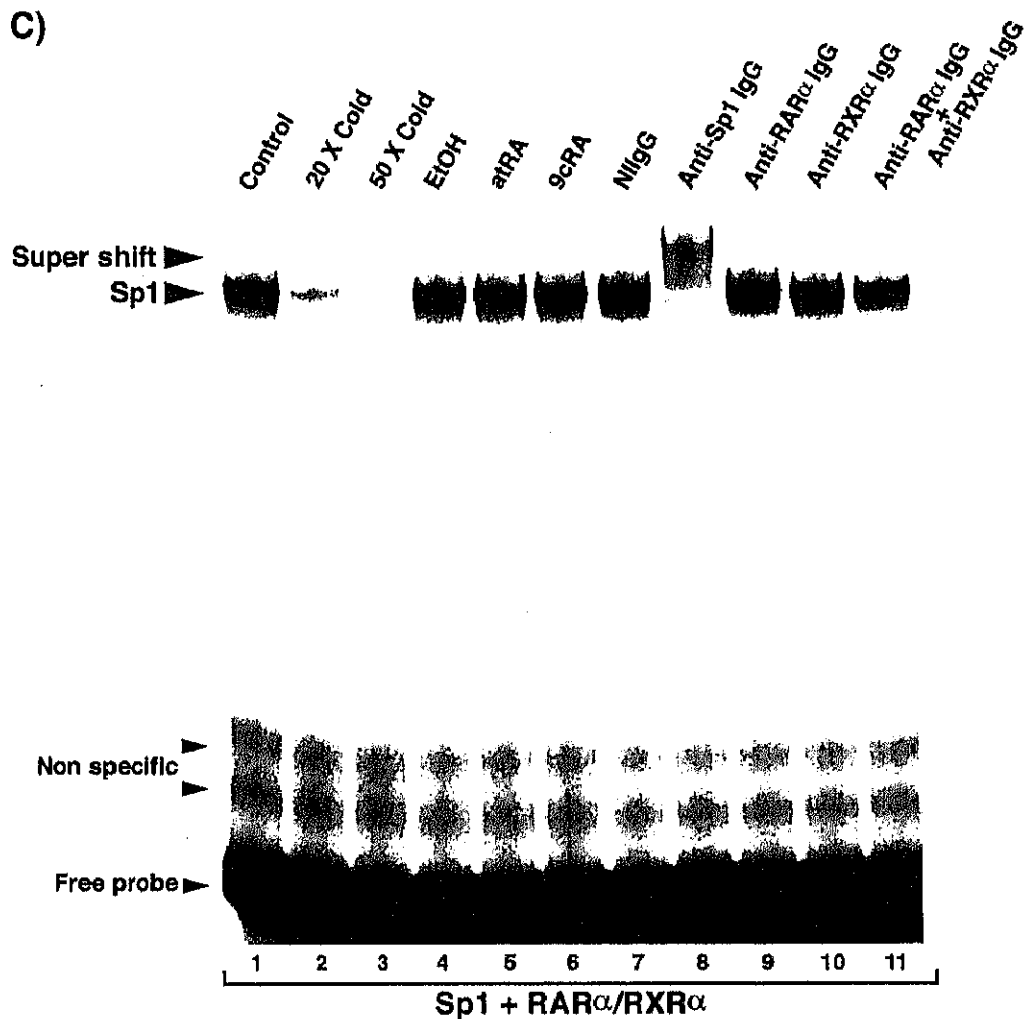 C)
Control
20 X Cold
50 X Cold
EtOH
atRA
9cRA
NIIgG
Anti-Sp1 IgG
Anti-RARα IgG
Anti-RXRα IgG
Anti-RARα IgG
+
Anti-RXRα IgG
Super shift
Sp1
Non specific
Free probe
1 2 3 4 5 6 7 8 9 10 11
Sp1 + RARα/RXRα